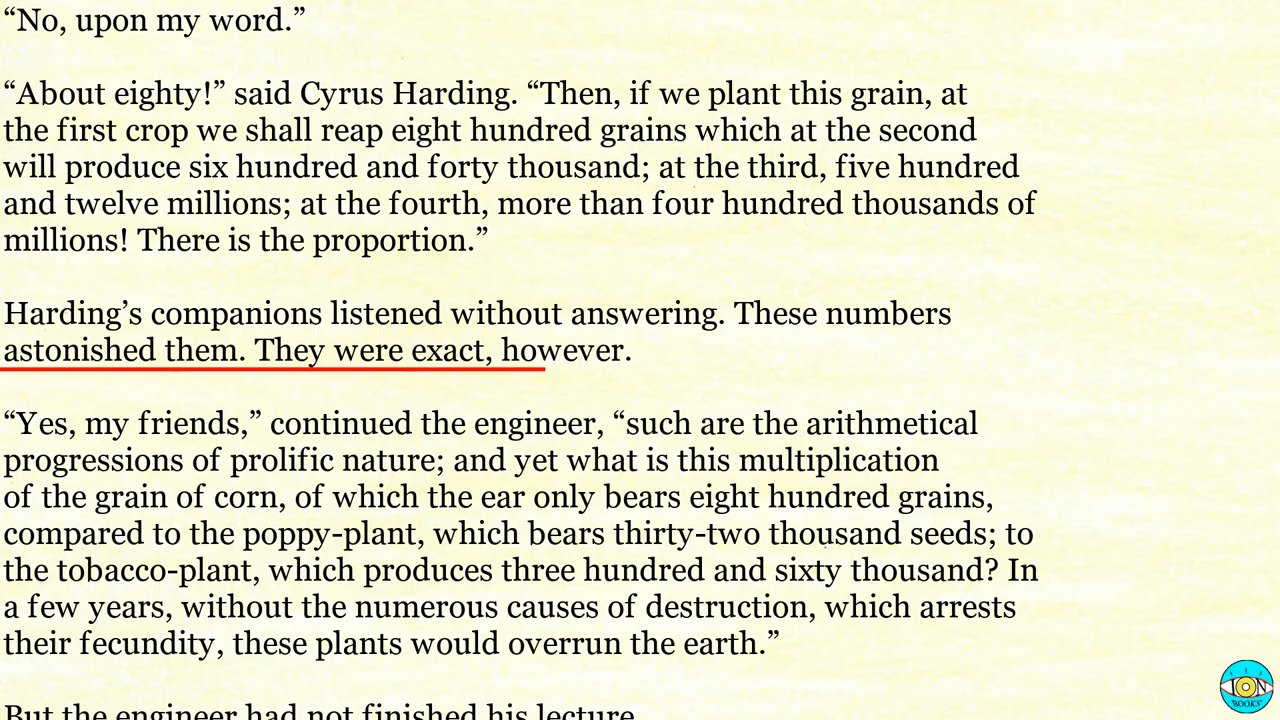 “No, upon my word.”
“About eighty!” said Cyrus Harding. “Then, if we plant this grain, at
the first crop we shall reap eight hundred grains which at the second
will produce six hundred and forty thousand; at the third, five hundred
and twelve millions; at the fourth, more than four hundred thousands of
millions! There is the proportion.”
Harding’s companions listened without answering. These numbers
astonished them. They were exact, however.
“Yes, my friends,” continued the engineer, “such are the arithmetical
progressions of prolific nature; and yet what is this multiplication
of the grain of corn, of which the ear only bears eight hundred grains,
compared to the poppy-plant, which bears thirty-two thousand seeds; to
the tobacco-plant, which produces three hundred and sixty thousand? In
a few years, without the numerous causes of destruction, which arrests
their fecundity, these plants would overrun the earth.”
But the engineer had not finished his lecture.
ION
BOOKS